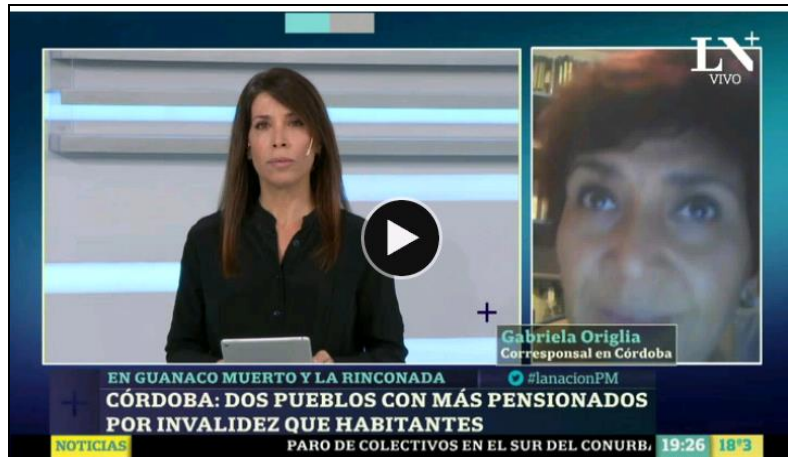 LN+
VIVO
Gabriela Origlia
Corresponsal en Córdoba
EN GUANACO MUERTO Y LA RINCONADA
#lanacionPM
CÓRDOBA: DOS PUEBLOS CON MÁS PENSIONADOS
POR INVALIDEZ QUE HABITANTES
NOTICIAS
PARO DE COLECTIVOS EN EL SUR DEL CONURB
19:26
18°3